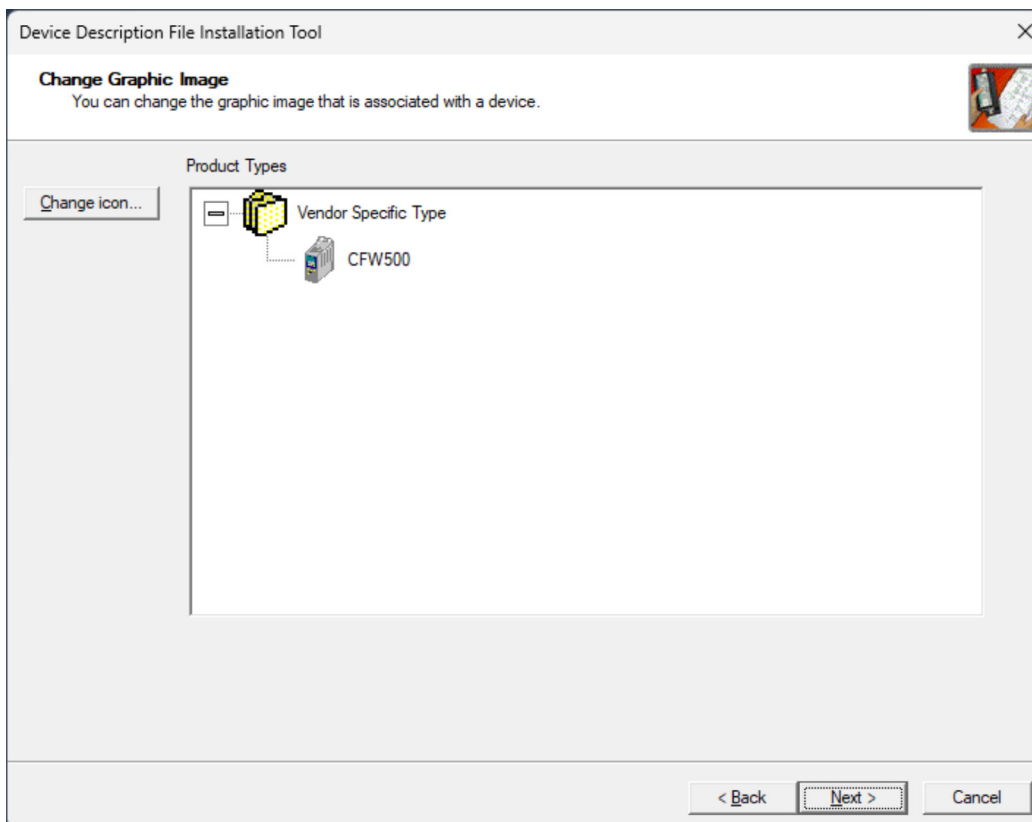 Device Description File Installation Tool
Change Graphic Image
You can change the graphic image that is associated with a device.
Product Types
Change icon...
Vendor Specific Type
CFW500
< Back
Next >
Cancel